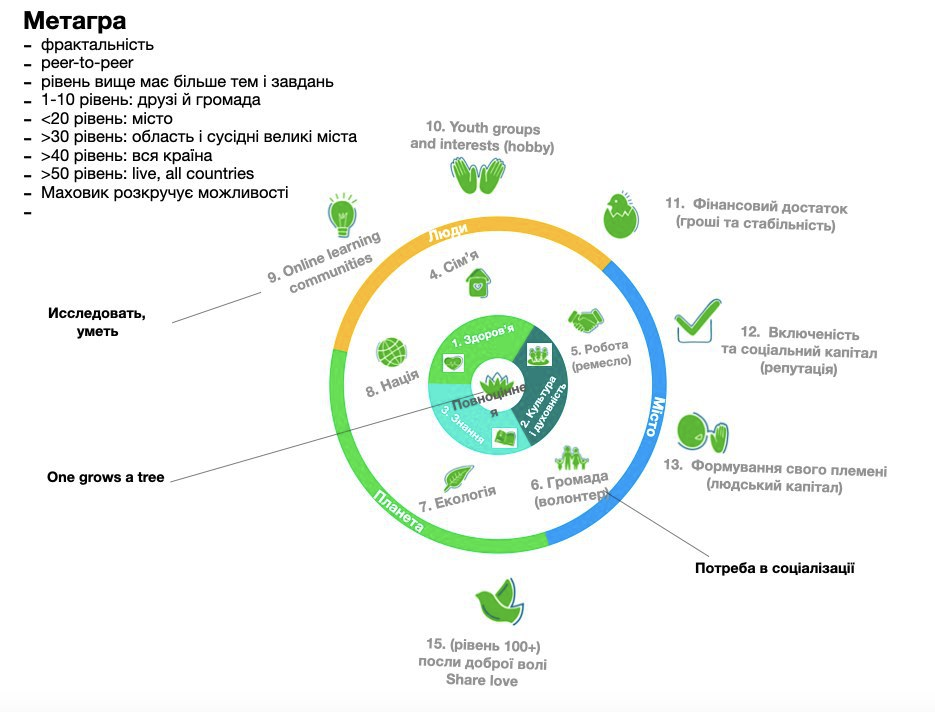 Метагра
– фрактальність
– peer-to-peer
– рівень вище має більше тем і завдань
– 1-10 рівень: друзі й громада
– <20 рівень: місто
– >30 рівень: область і сусідні великі міста
– >40 рівень: вся країна
– >50 рівень: live, all countries
– Маховик розкручує можливості
–
10. Youth groups
and interests (hobby)
11. Фінансовий достаток
(гроші та стабільність)
9. Online learning
communities
Люди
4. Сім’я
Исследовать,
уметь
12. Включеність
та соціальний капітал
(репутація)
1. Здоров’я
5. Робота
(ремесло)
8. Нація
Повноцінне
я
2. Культура
і духовність
3. Знання
Місто
One grows a tree
13. Формування свого племені
(людський капітал)
6. Громада
(волонтер)
7. Екологія
Планета
Потреба в соціалізації
15. (рівень 100+)
посли доброї волі
Share love